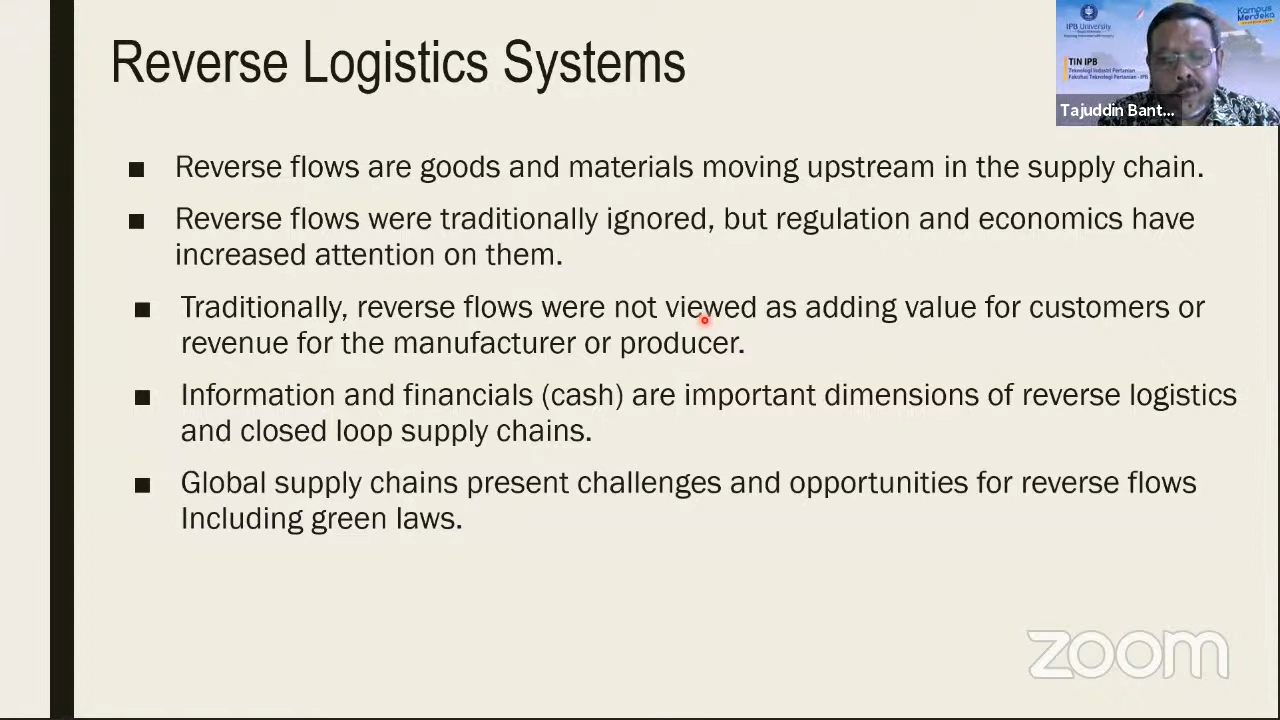 Reverse Logistics Systems
IPB University
Kampus
Merdeka
TIN IPB
Teknologi Industri Pertanian
Fakultas Teknologi Pertanian - IPB
Tajuddin Bant...
■ Reverse flows are goods and materials moving upstream in the supply chain.
■ Reverse flows were traditionally ignored, but regulation and economics have
increased attention on them.
■ Traditionally, reverse flows were not viewed as adding value for customers or
revenue for the manufacturer or producer.
■ Information and financials (cash) are important dimensions of reverse logistics
and closed loop supply chains.
■ Global supply chains present challenges and opportunities for reverse flows
Including green laws.
zoom